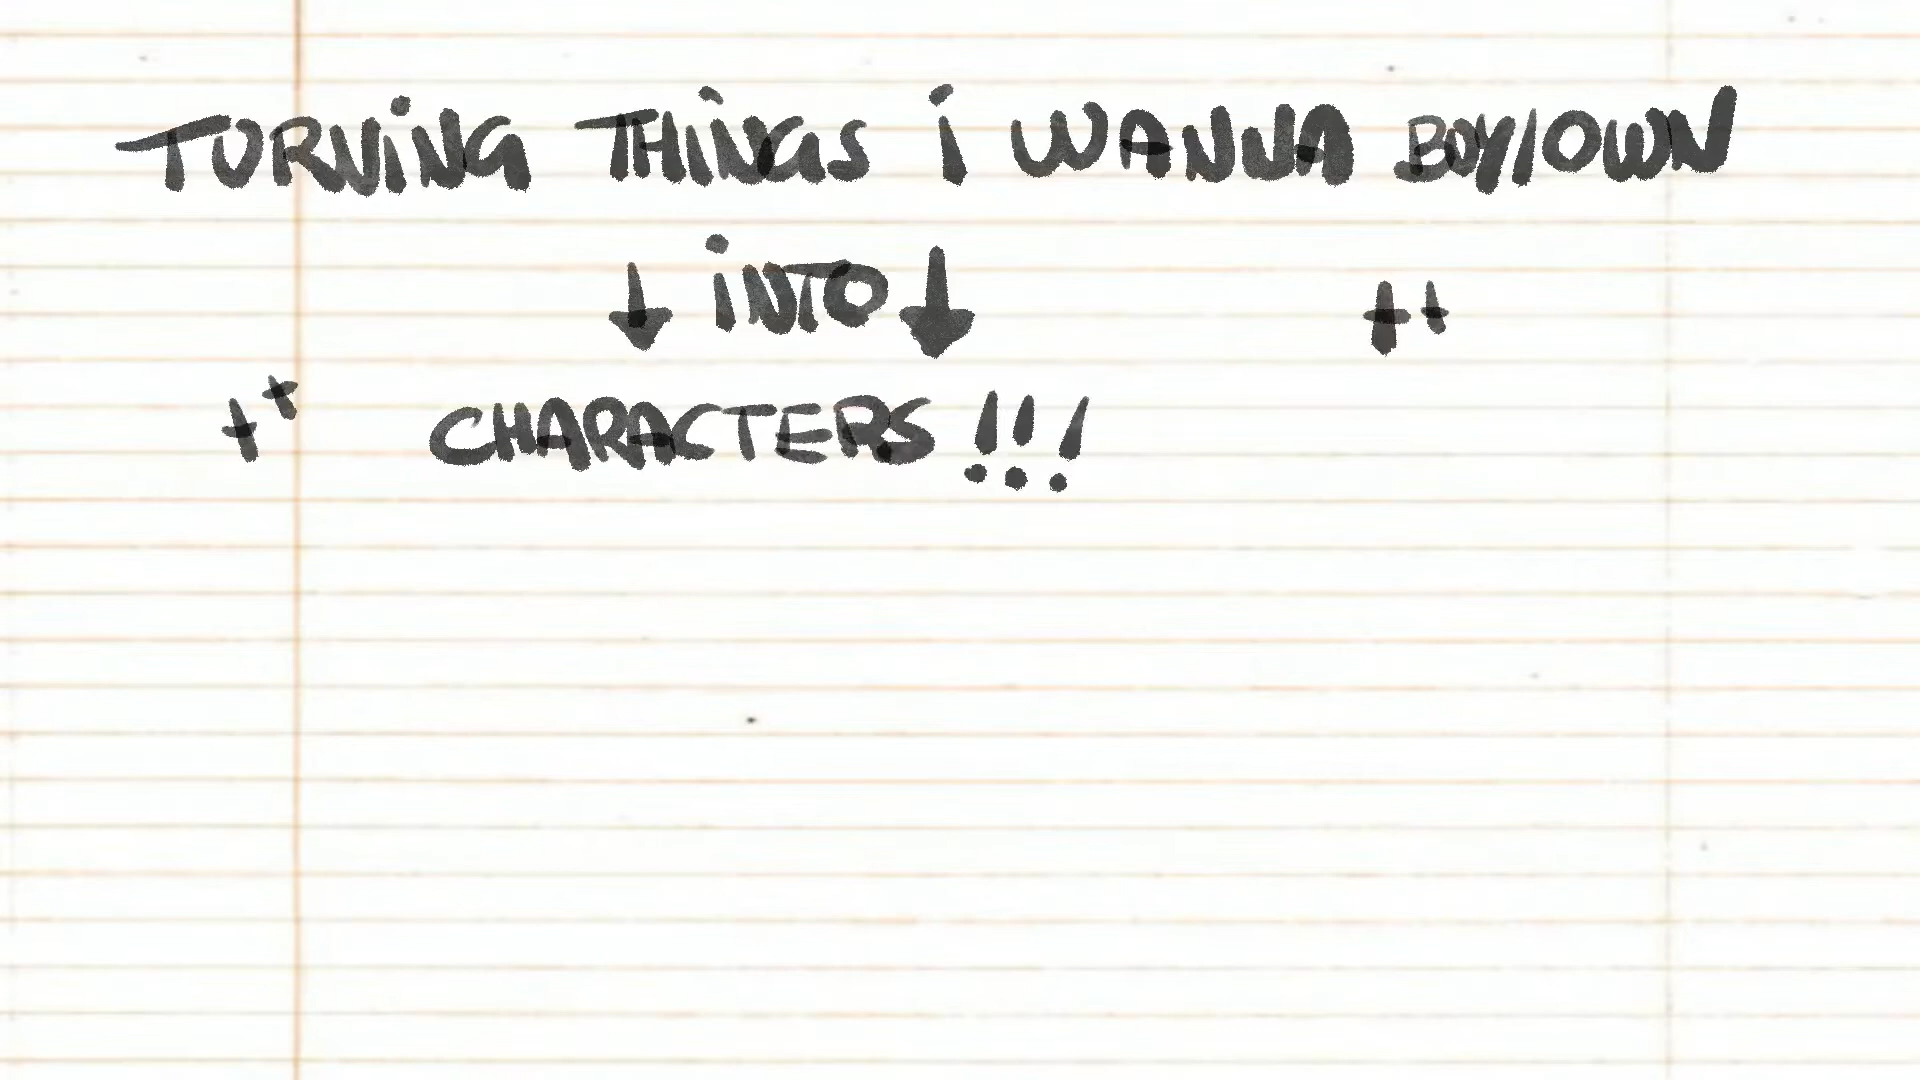 TURNiNG THiNGS i WANNA BUY/OWN
↓ iNTO ↓
CHARACTERS!!!